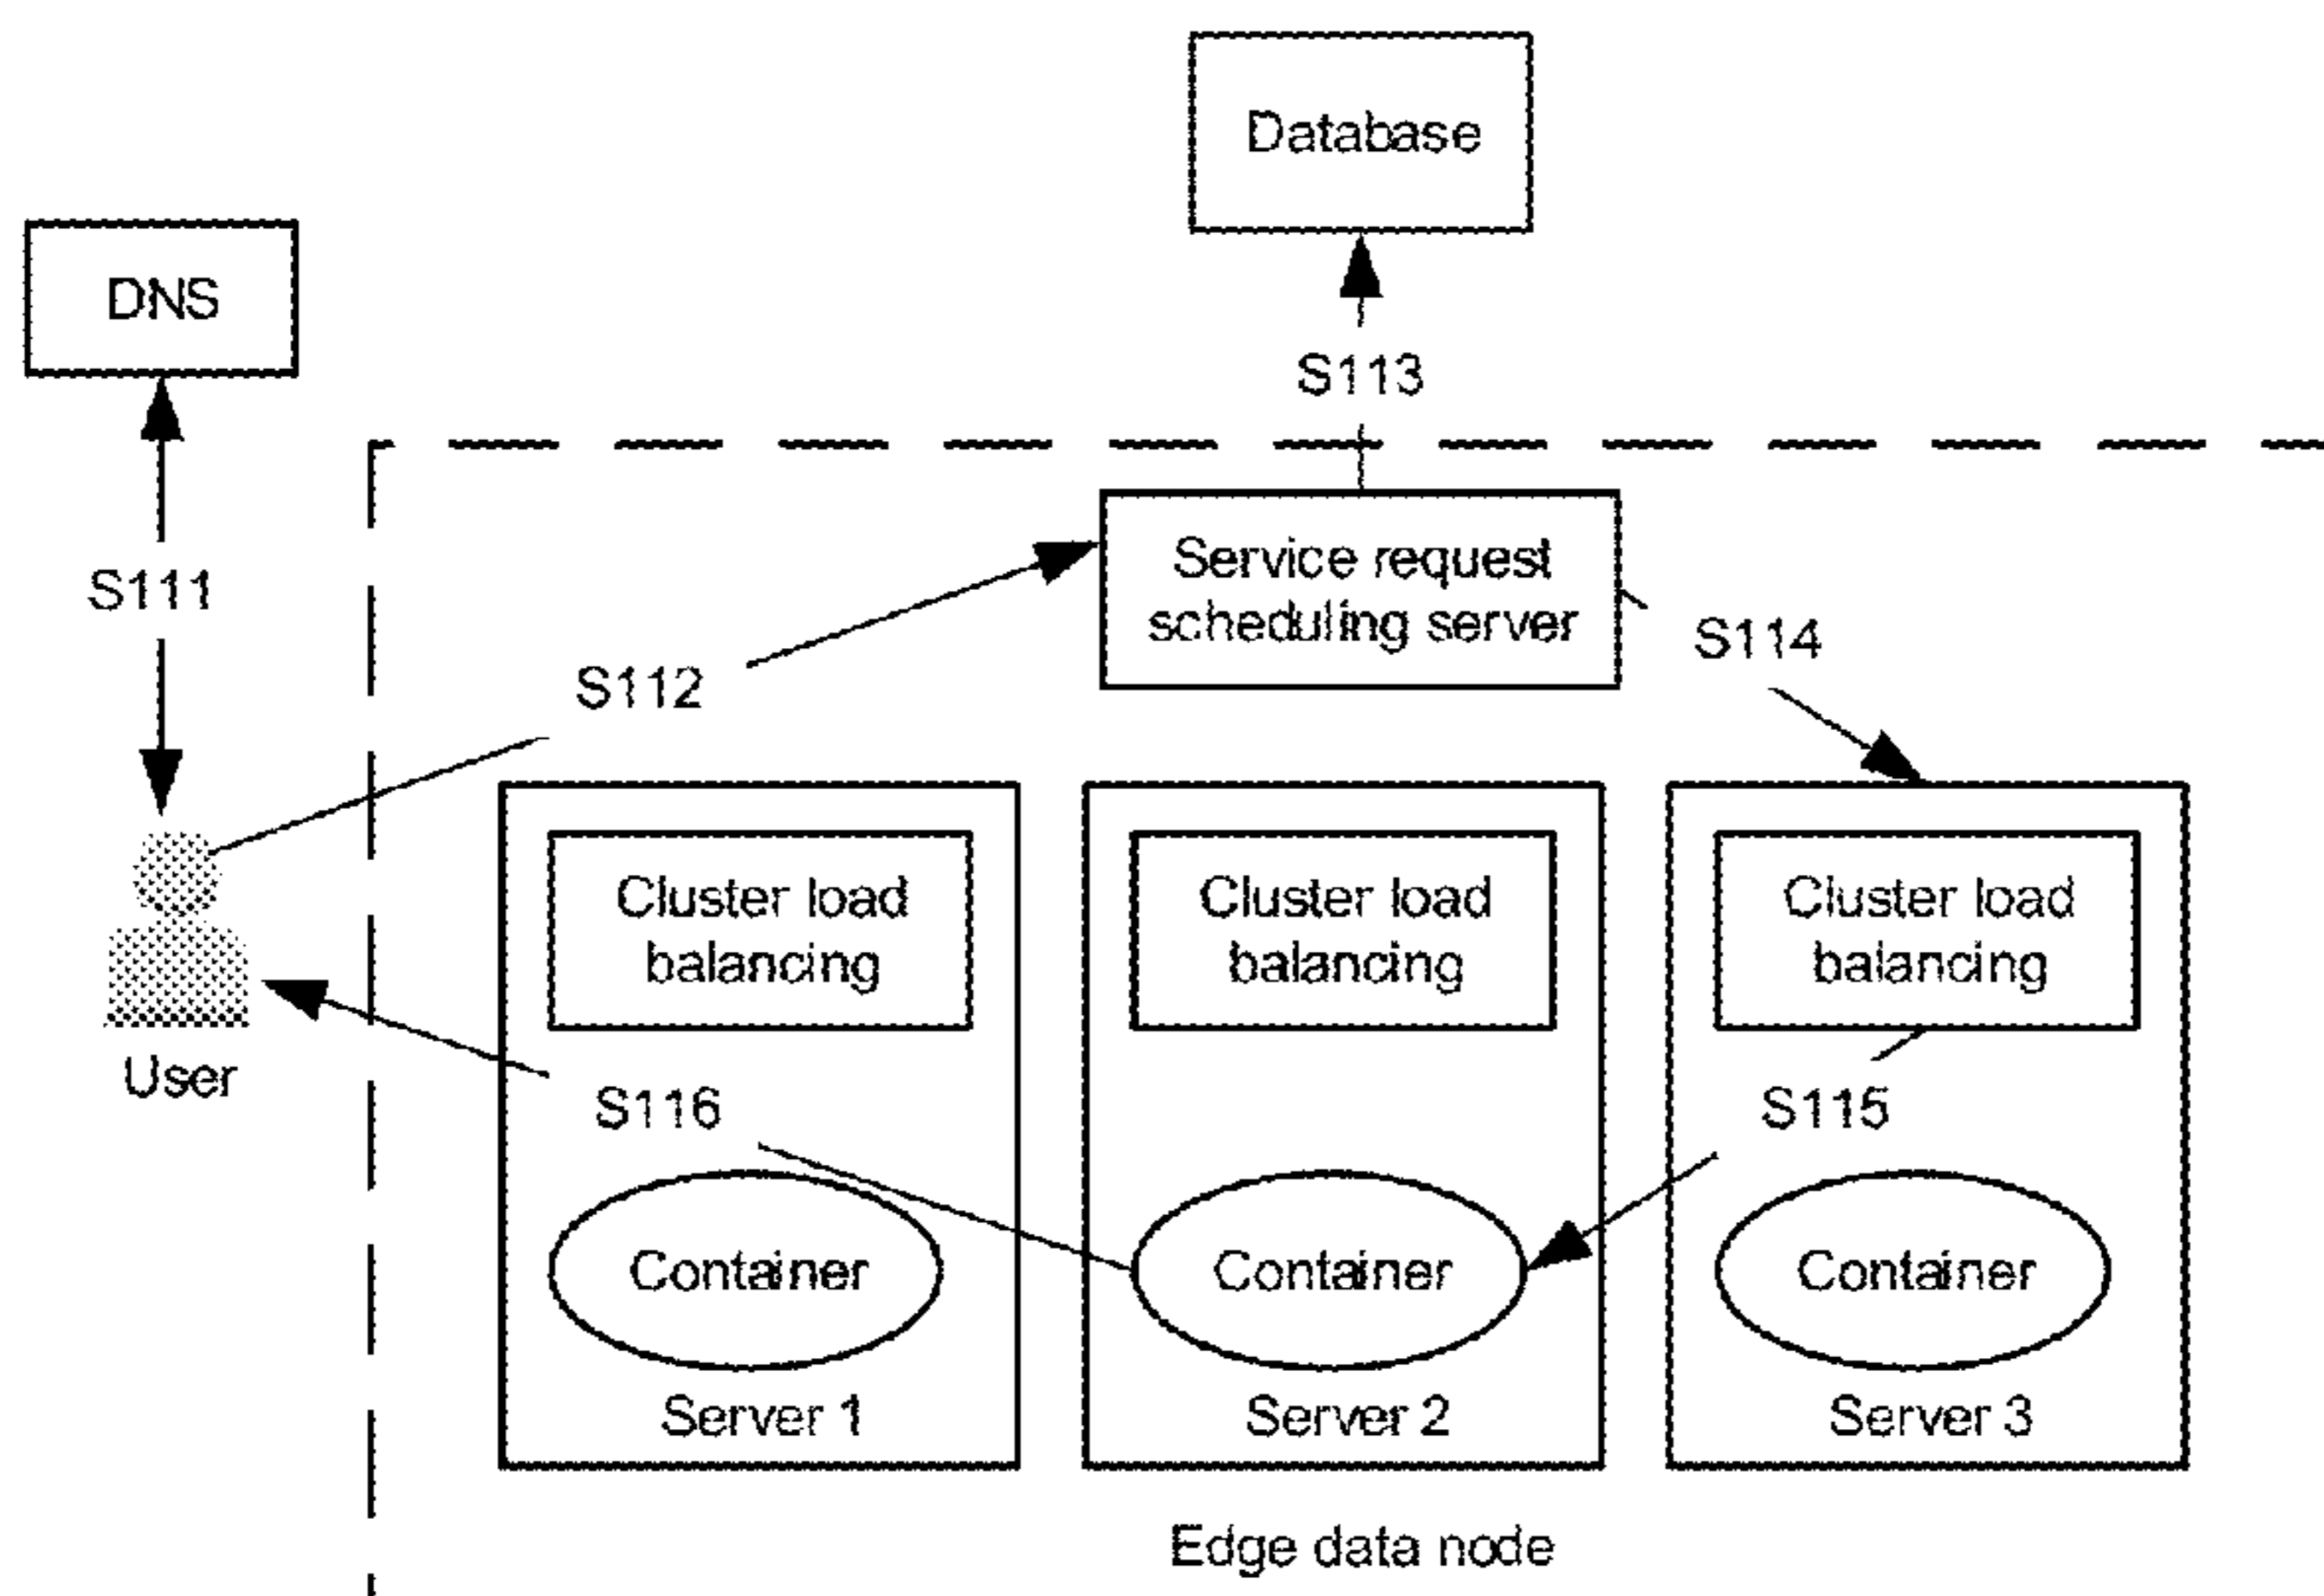 Database
DNS
S113
S111
Service request
scheduling server
S114
S112
Cluster load
balancing
Cluster load
balancing
Cluster load
balancing
User
S116
S115
Container
Container
Container
Server 1
Server 2
Server 3
Edge data node